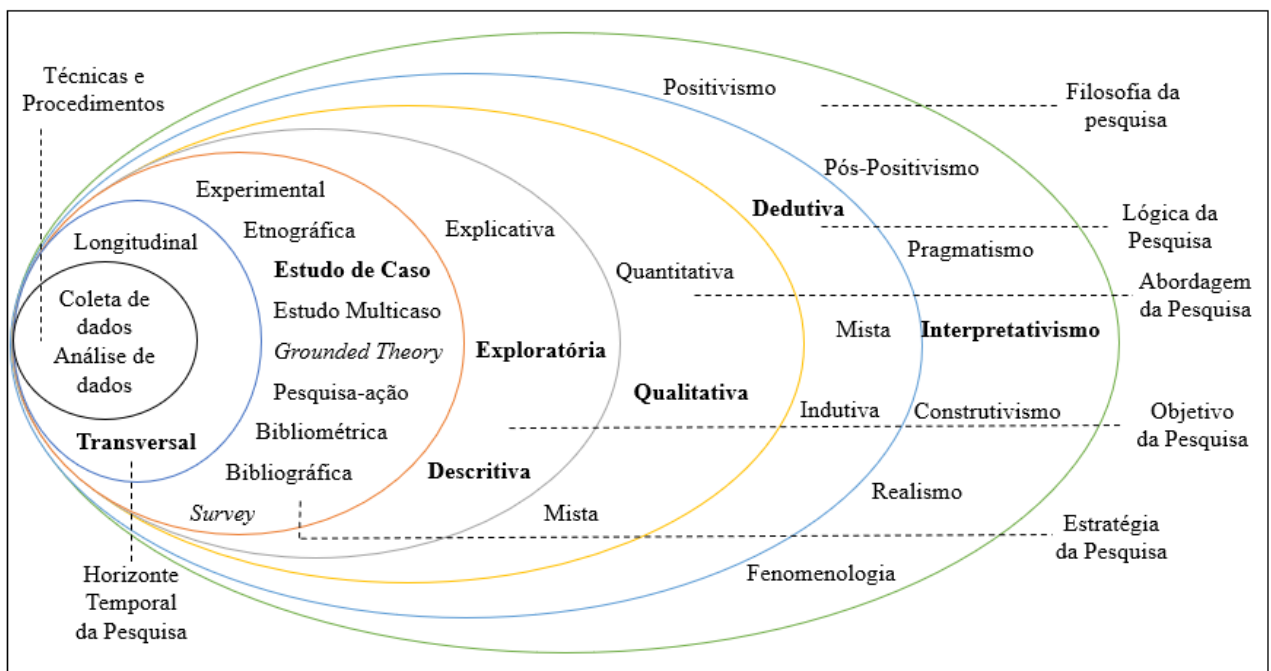 Técnicas e
Procedimentos
Positivismo
Filosofia da
pesquisa
Pós-Positivismo
Experimental
Dedutiva
Lógica da
Pesquisa
Longitudinal
Etnográfica
Explicativa
Pragmatismo
Estudo de Caso
Quantitativa
Abordagem
da Pesquisa
Coleta de
dados
Análise de
dados
Estudo Multicaso
Mista
Interpretativismo
Grounded Theory
Exploratória
Pesquisa-ação
Qualitativa
Indutiva
Construtivismo
Objetivo
da Pesquisa
Transversal
Bibliométrica
Bibliográfica
Descritiva
Realismo
Survey
Mista
Estratégia
da Pesquisa
Fenomenologia
Horizonte
Temporal
da Pesquisa